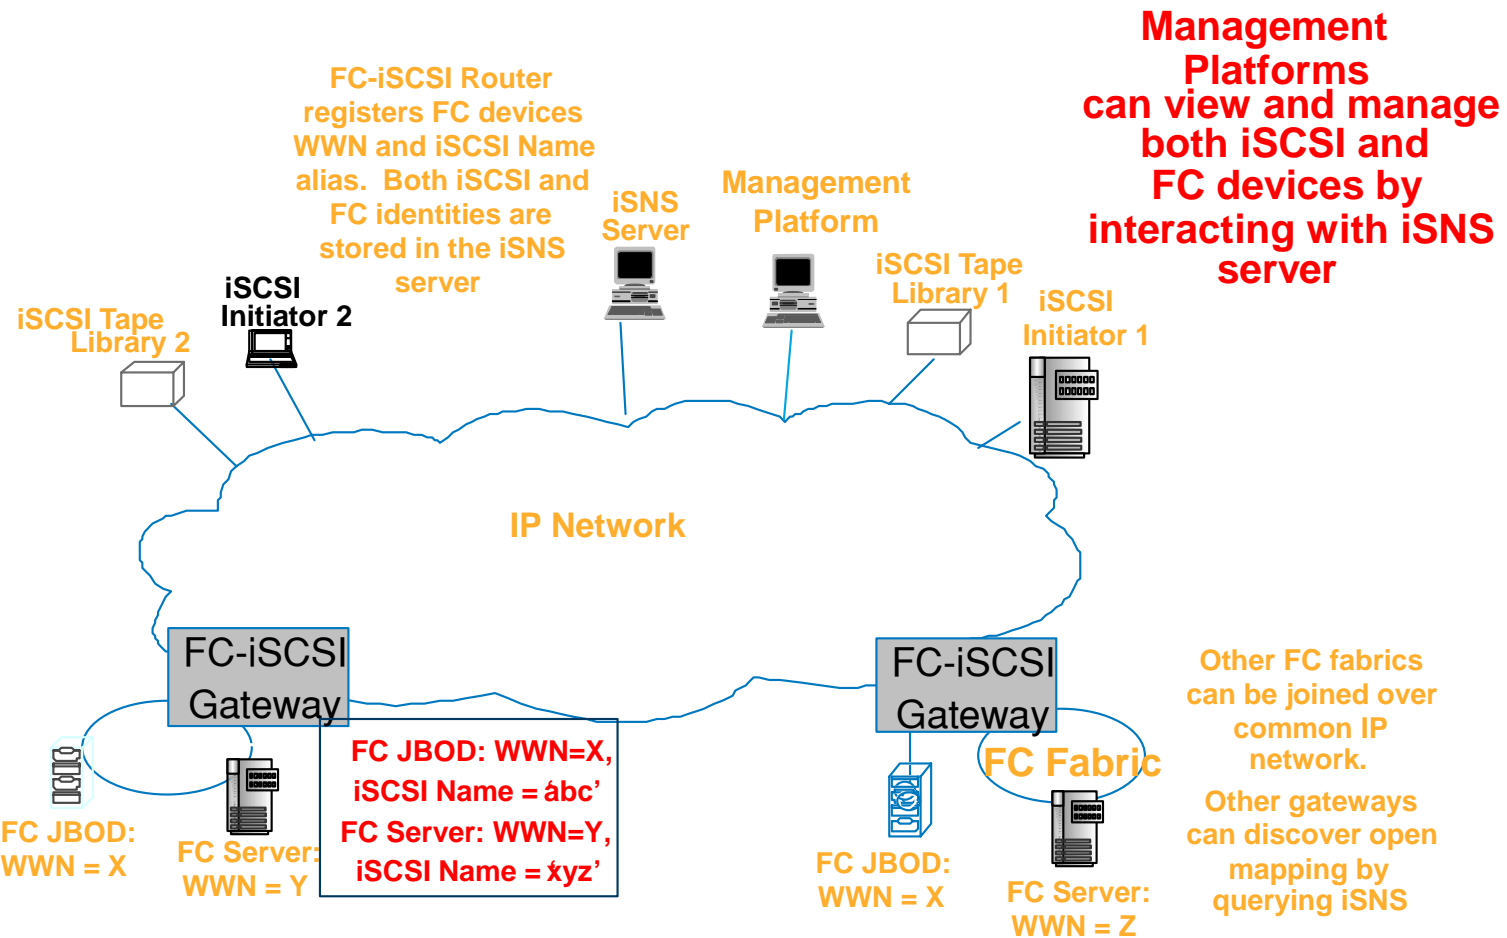 Management
Platforms
can view and manage
both iSCSI and
FC devices by
interacting with iSNS
server
FC-iSCSI Router
registers FC devices
WWN and iSCSI Name
alias. Both iSCSI and
FC identities are
stored in the iSNS
server
iSNS
Server
Management
Platform
iSCSI Tape
Library 1
iSCSI
Initiator 1
iSCSI
Initiator 2
iSCSI Tape
Library 2
IP Network
FC-iSCSI
Gateway
FC-iSCSI
Gateway
FC JBOD: WWN=X,
iSCSI Name = ‘abc’
FC Server: WWN=Y,
iSCSI Name = ‘xyz’
FC JBOD:
WWN = X
FC Server:
WWN = Y
FC Fabric
FC JBOD:
WWN = X
FC Server:
WWN = Z
Other FC fabrics
can be joined over
common IP
network.
Other gateways
can discover open
mapping by
querying iSNS